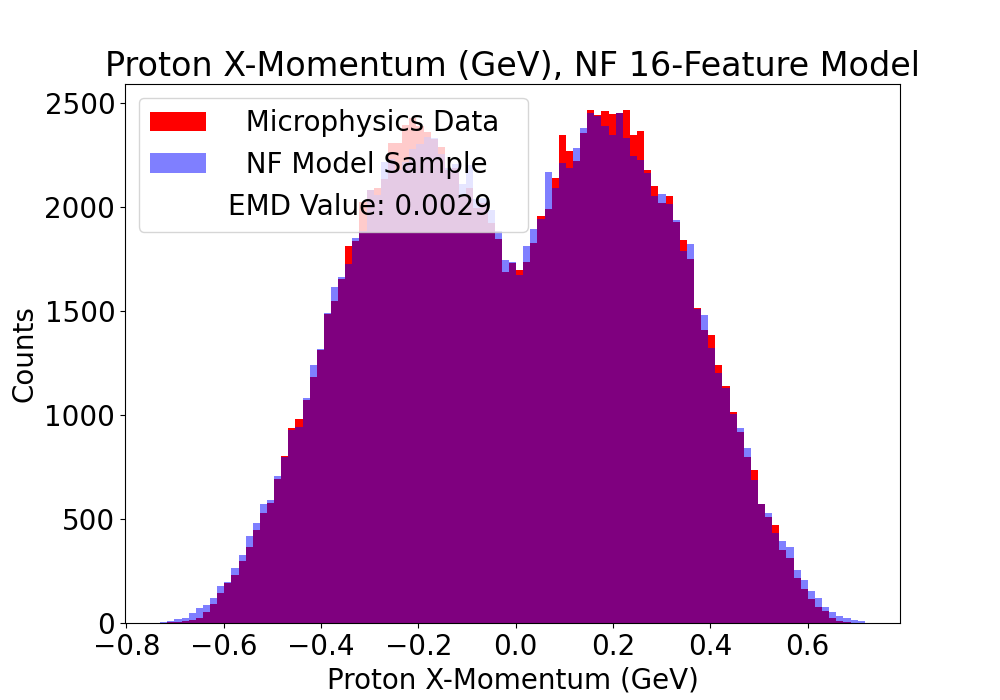 Proton X-Momentum (GeV), NF 16-Feature Model
Microphysics Data
NF Model Sample
EMD Value: 0.0029
2500
2000
1500
1000
500
0
Counts
−0.8 −0.6 −0.4 −0.2 0.0 0.2 0.4 0.6
Proton X-Momentum (GeV)